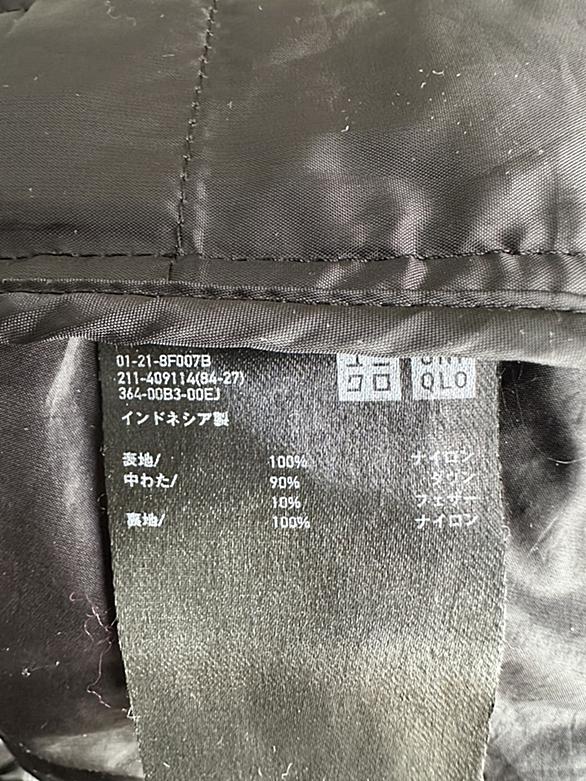 01-21-8F007B
211-409114(84-27)
364-00B3-00EJ
インドネシア製
ユニ
クロ
UNI
QLO
表地/ 100% ナイロン
中わた/ 90% ダウン
10% フェザー
裏地/ 100% ナイロン